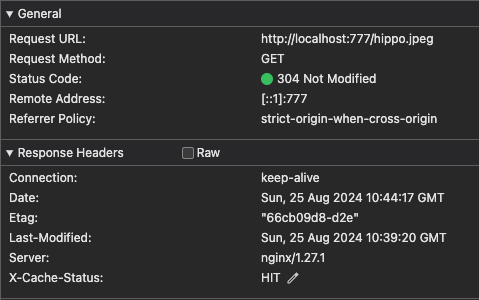 General
Request URL: http://localhost:777/hippo.jpeg
Request Method: GET
Status Code: 304 Not Modified
Remote Address: [::1]:777
Referrer Policy: strict-origin-when-cross-origin
Response Headers Raw
Connection: keep-alive
Date: Sun, 25 Aug 2024 10:44:17 GMT
Etag: "66cb09d8-d2e"
Last-Modified: Sun, 25 Aug 2024 10:39:20 GMT
Server: nginx/1.27.1
X-Cache-Status: HIT